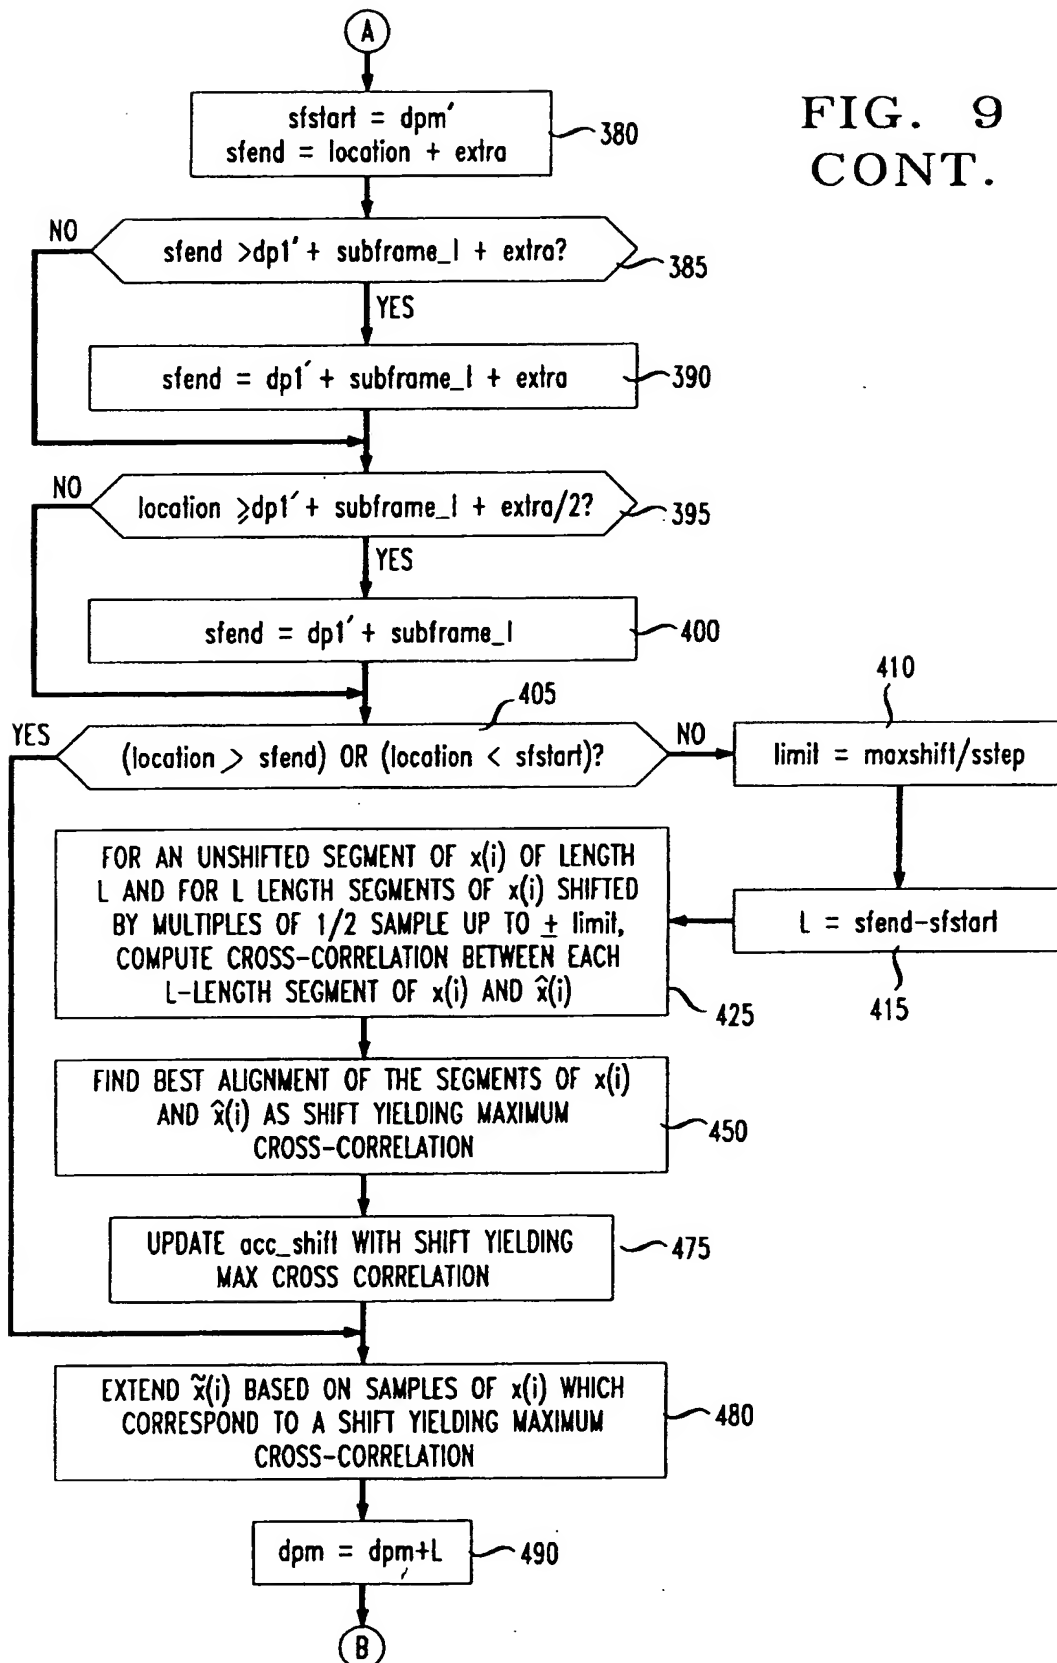 A
FIG. 9
CONT.
sfstart = dpm′
sfend = location + extra
380
NO
sfend >dp1′ + subframe_l + extra?
385
YES
sfend = dp1′ + subframe_l + extra
390
NO
location ≥dp1′ + subframe_l + extra/2?
395
YES
sfend = dp1′ + subframe_l
400
405
YES
(location > sfend) OR (location < sfstart)?
NO
410
limit = maxshift/sstep
L = sfend-sfstart
415
FOR AN UNSHIFTED SEGMENT OF x(i) OF LENGTH
L AND FOR L LENGTH SEGMENTS OF x(i) SHIFTED
BY MULTIPLES OF 1/2 SAMPLE UP TO ± limit,
COMPUTE CROSS-CORRELATION BETWEEN EACH
L-LENGTH SEGMENT OF x(i) AND x̂(i)
425
FIND BEST ALIGNMENT OF THE SEGMENTS OF x(i)
AND x̂(i) AS SHIFT YIELDING MAXIMUM
CROSS-CORRELATION
450
UPDATE acc_shift WITH SHIFT YIELDING
MAX CROSS CORRELATION
475
EXTEND x̃(i) BASED ON SAMPLES OF x(i) WHICH
CORRESPOND TO A SHIFT YIELDING MAXIMUM
CROSS-CORRELATION
480
dpm = dpm+L
490
B